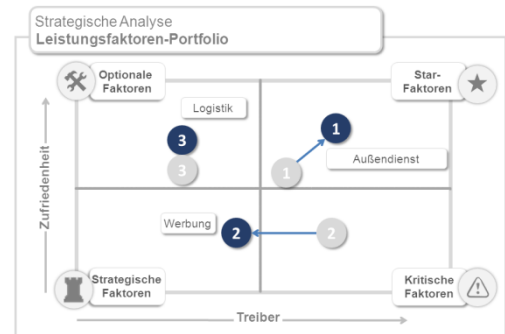 Strategische Analyse
Leistungsfaktoren-Portfolio
Optionale
Faktoren
Star-
Faktoren
Logistik
3
3
1
1
Außendienst
Zufriedenheit
Werbung
2
2
Strategische
Faktoren
Kritische
Faktoren
Treiber